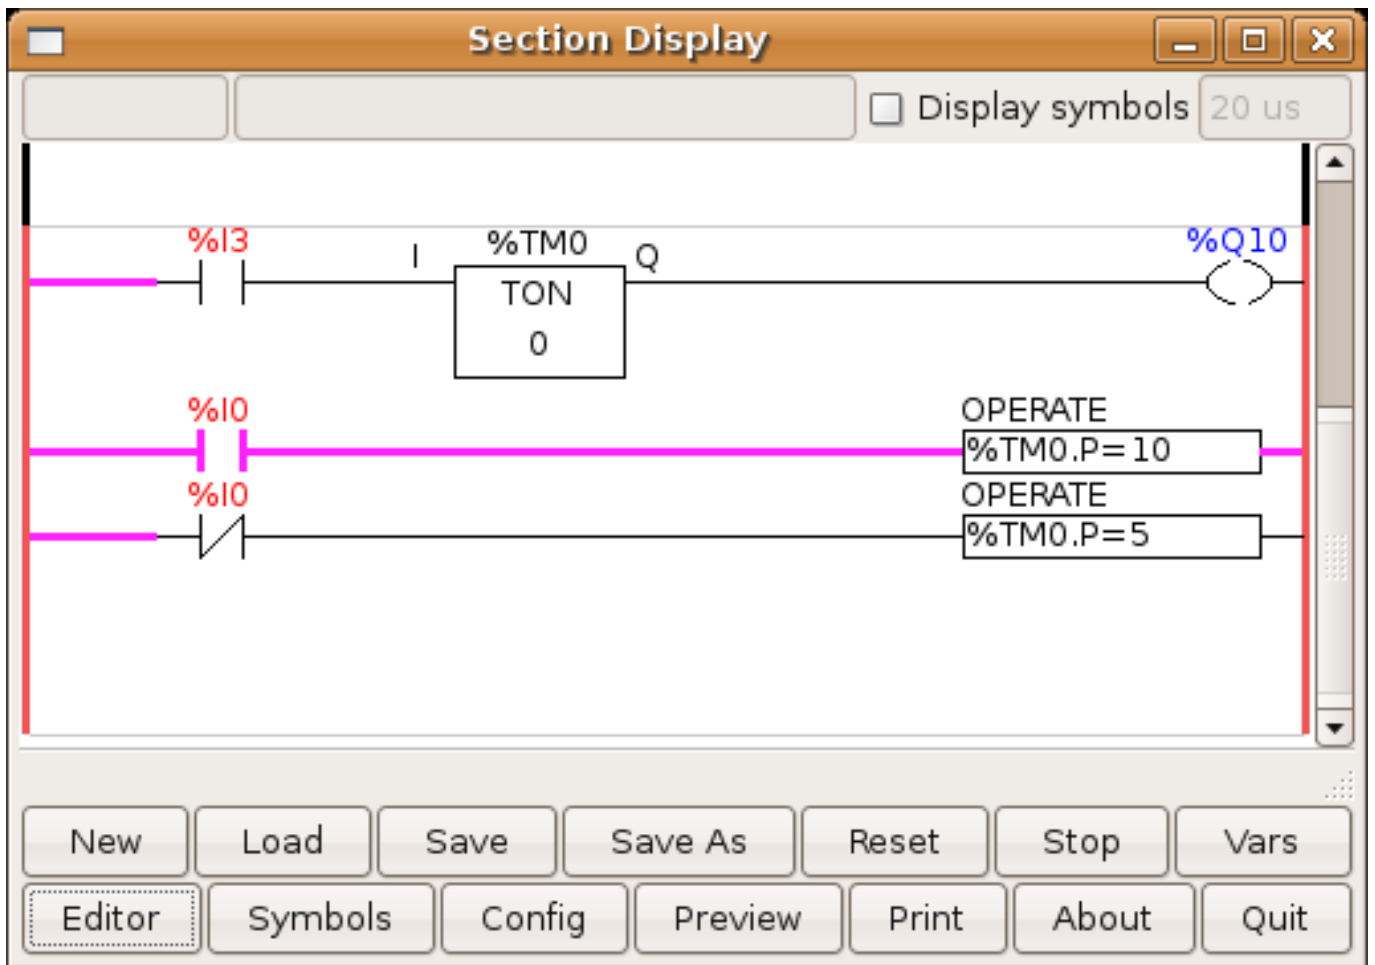 Section Display
Display symbols 20 us
%I3 I %TM0 Q %Q10
TON
0
%I0 OPERATE
%TM0.P=10
%I0 OPERATE
%TM0.P=5
New Load Save Save As Reset Stop Vars
Editor Symbols Config Preview Print About Quit